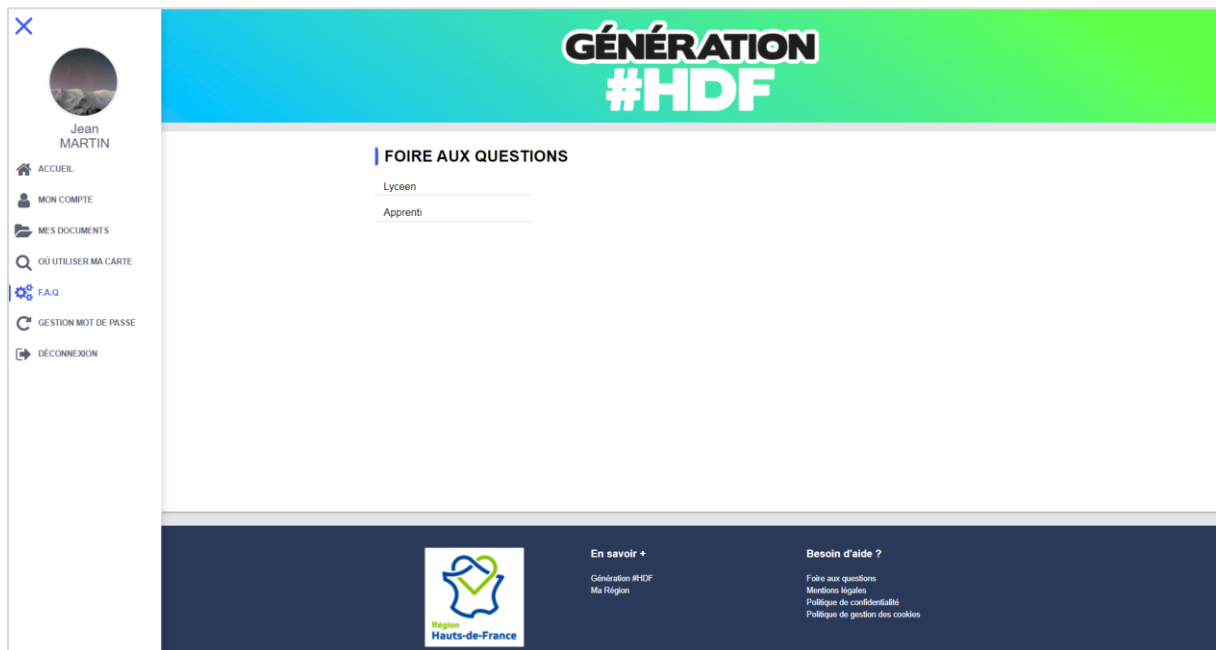 GÉNÉRATION
#HDF
Jean
MARTIN
ACCUEIL
MON COMPTE
MES DOCUMENTS
OÙ UTILISER MA CARTE
F.A.Q
GESTION MOT DE PASSE
DÉCONNEXION
FOIRE AUX QUESTIONS
Lyceen
Apprenti
Région
Hauts-de-France
En savoir +
Génération #HDF
Ma Région
Besoin d'aide ?
Foire aux questions
Mentions légales
Politique de confidentialité
Politique de gestion des cookies